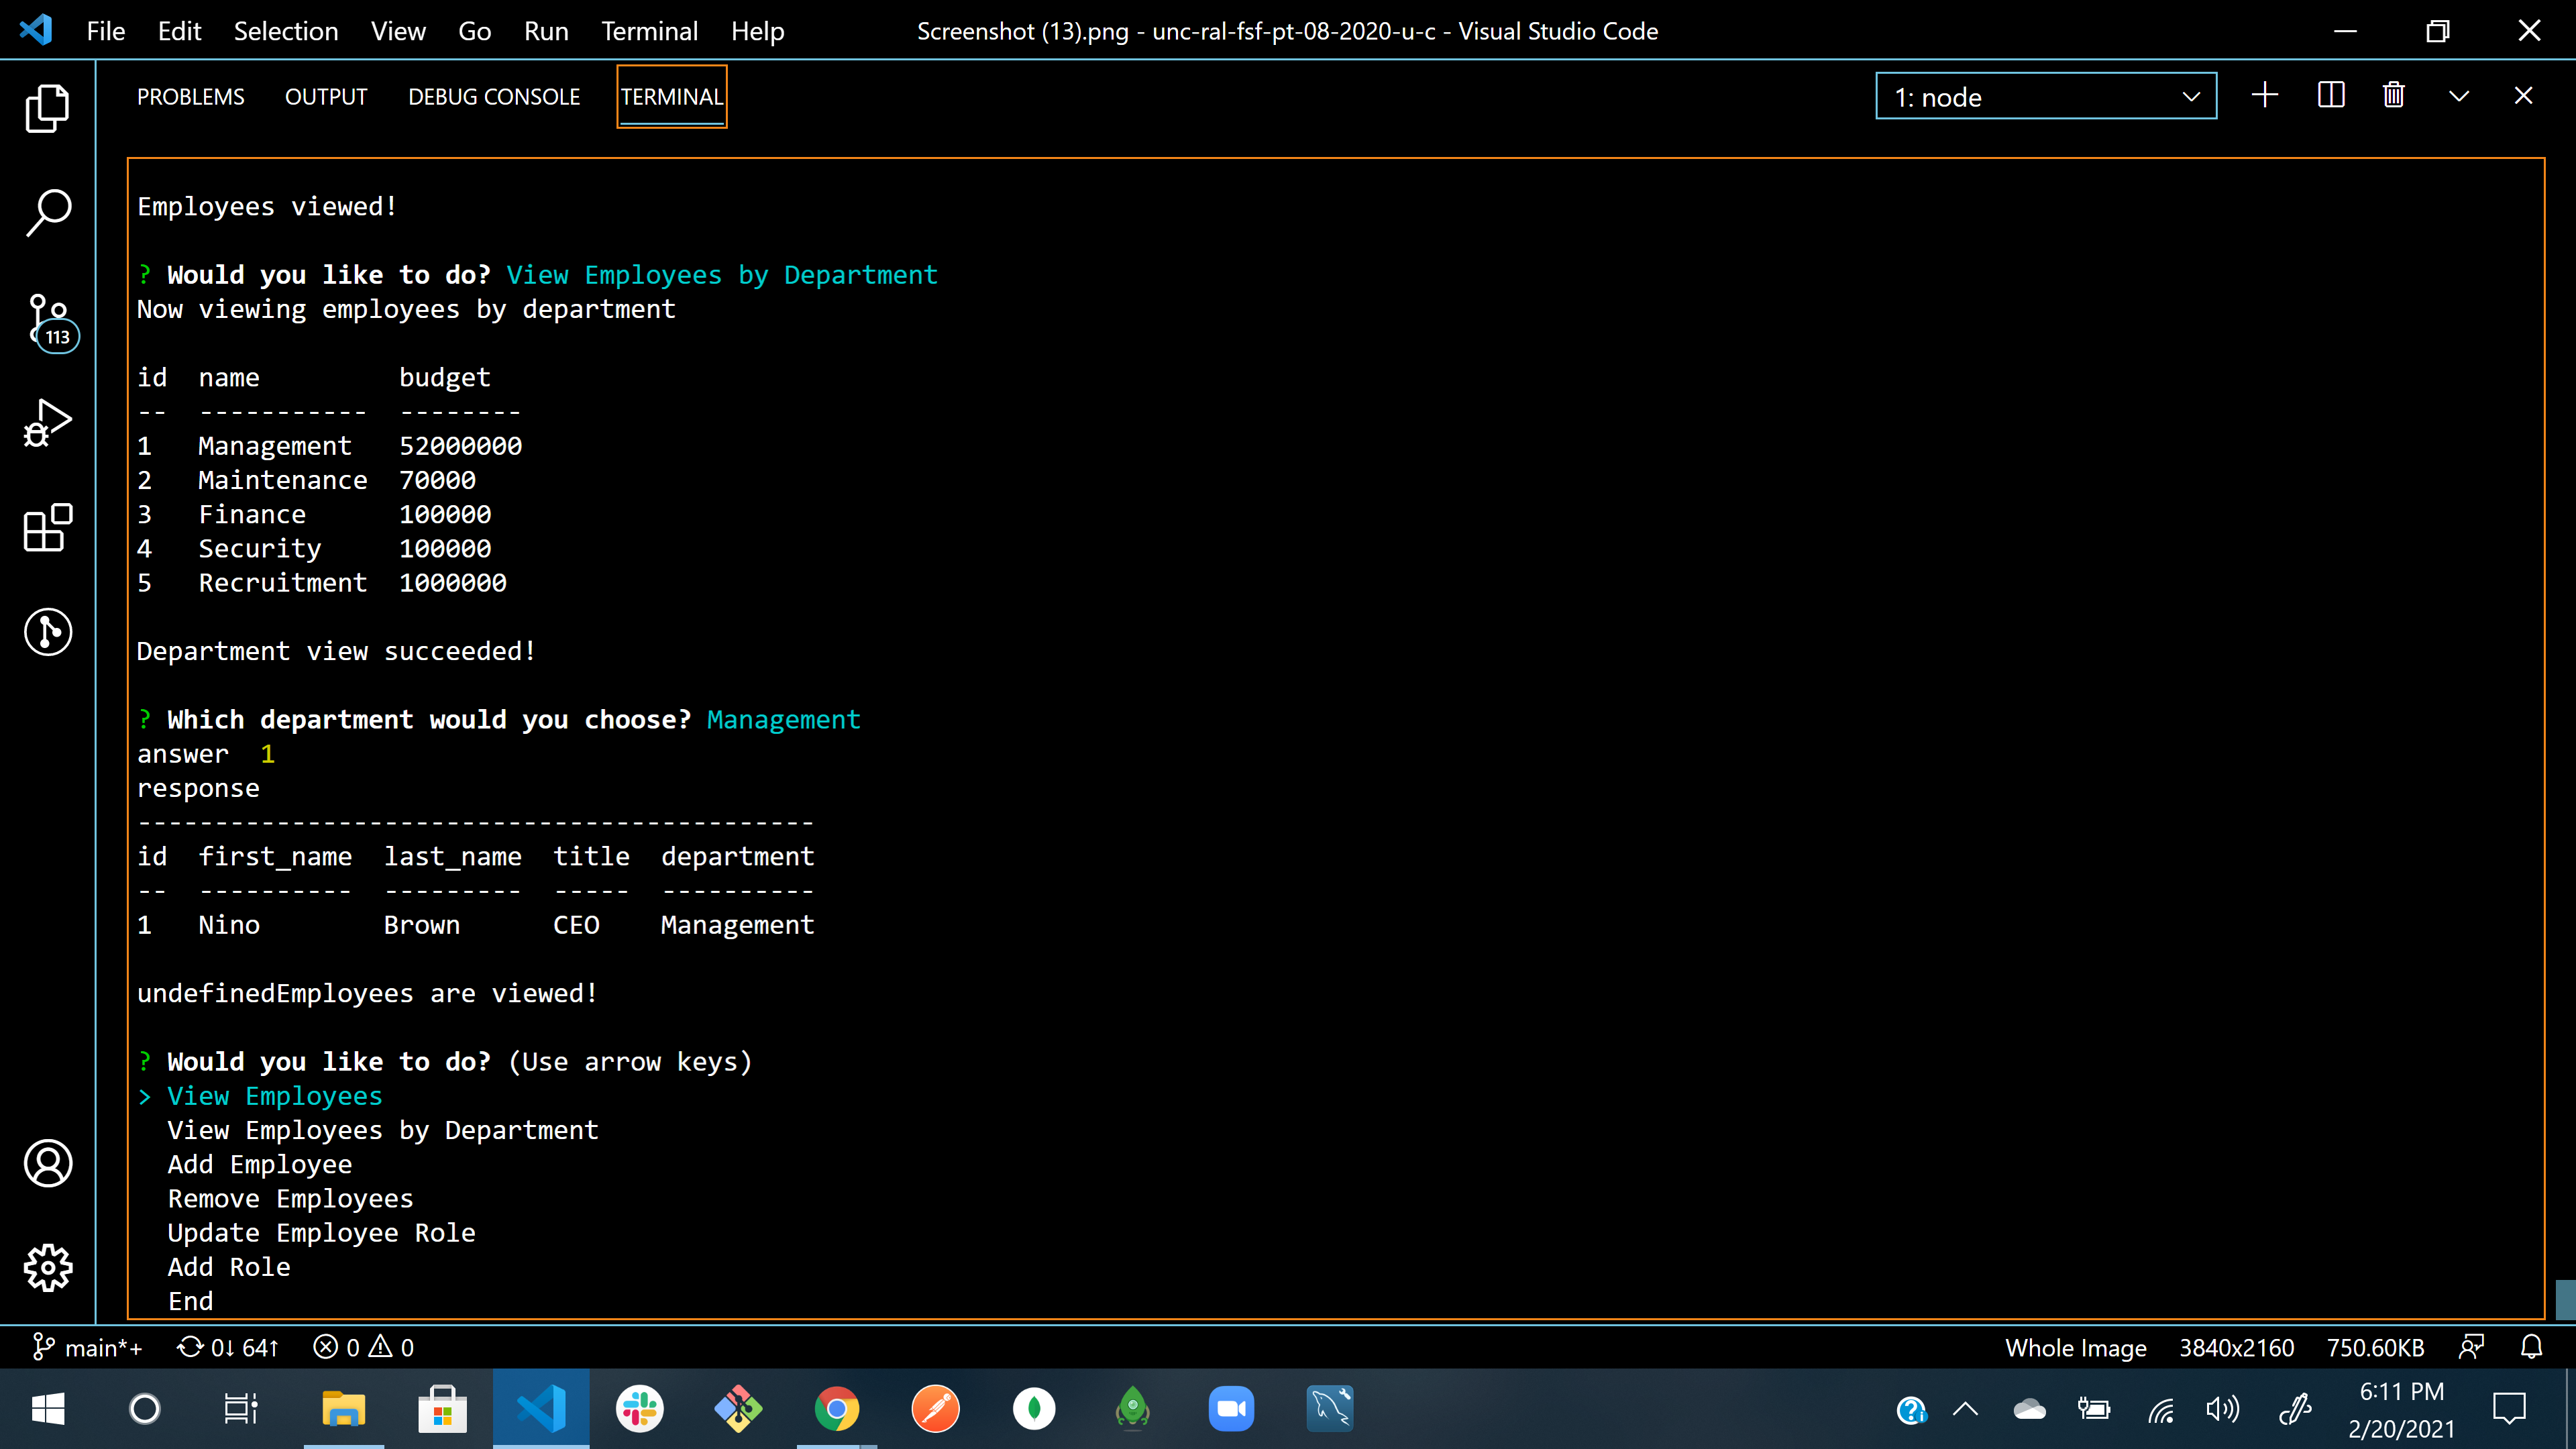 File Edit Selection View Go Run Terminal Help Screenshot (13).png - unc-ral-fsf-pt-08-2020-u-c - Visual Studio Code
PROBLEMS OUTPUT DEBUG CONSOLE TERMINAL 1: node
Employees viewed!
? Would you like to do? View Employees by Department
Now viewing employees by department
id name budget
-- ----------- --------
1 Management 52000000
2 Maintenance 70000
3 Finance 100000
4 Security 100000
5 Recruitment 1000000
Department view succeeded!
? Which department would you choose? Management
answer 1
response
--------------------------------------------
id first_name last_name title department
-- ---------- --------- ----- ----------
1 Nino Brown CEO Management
undefinedEmployees are viewed!
? Would you like to do? (Use arrow keys)
> View Employees
View Employees by Department
Add Employee
Remove Employees
Update Employee Role
Add Role
End
113
main*+ 0↓ 64↑ 0 0 Whole Image 3840x2160 750.60KB
6:11 PM
2/20/2021